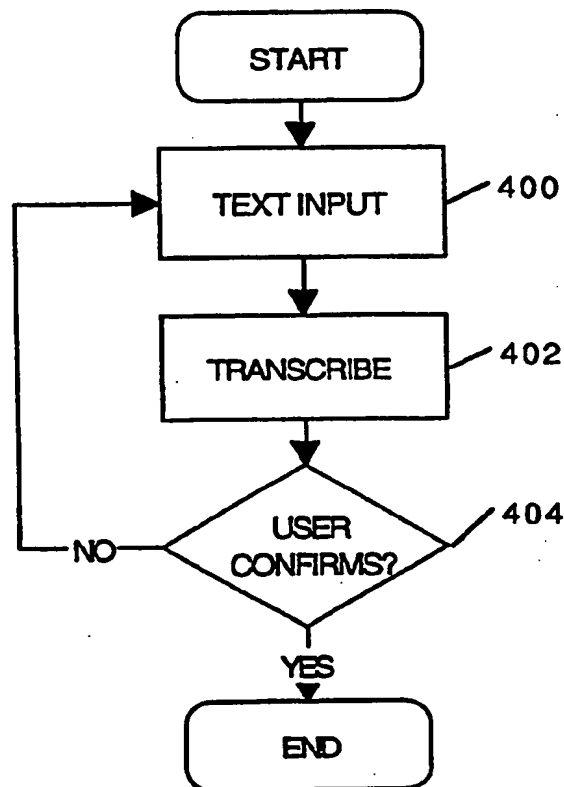 START
TEXT INPUT
400
TRANSCRIBE
402
USER
CONFIRMS?
404
NO
YES
END